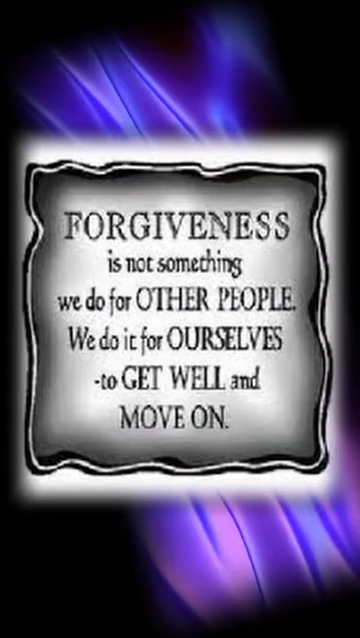 FORGIVENESS
is not something
we do for OTHER PEOPLE.
We do it for OURSELVES
-to GET WELL and
MOVE ON.